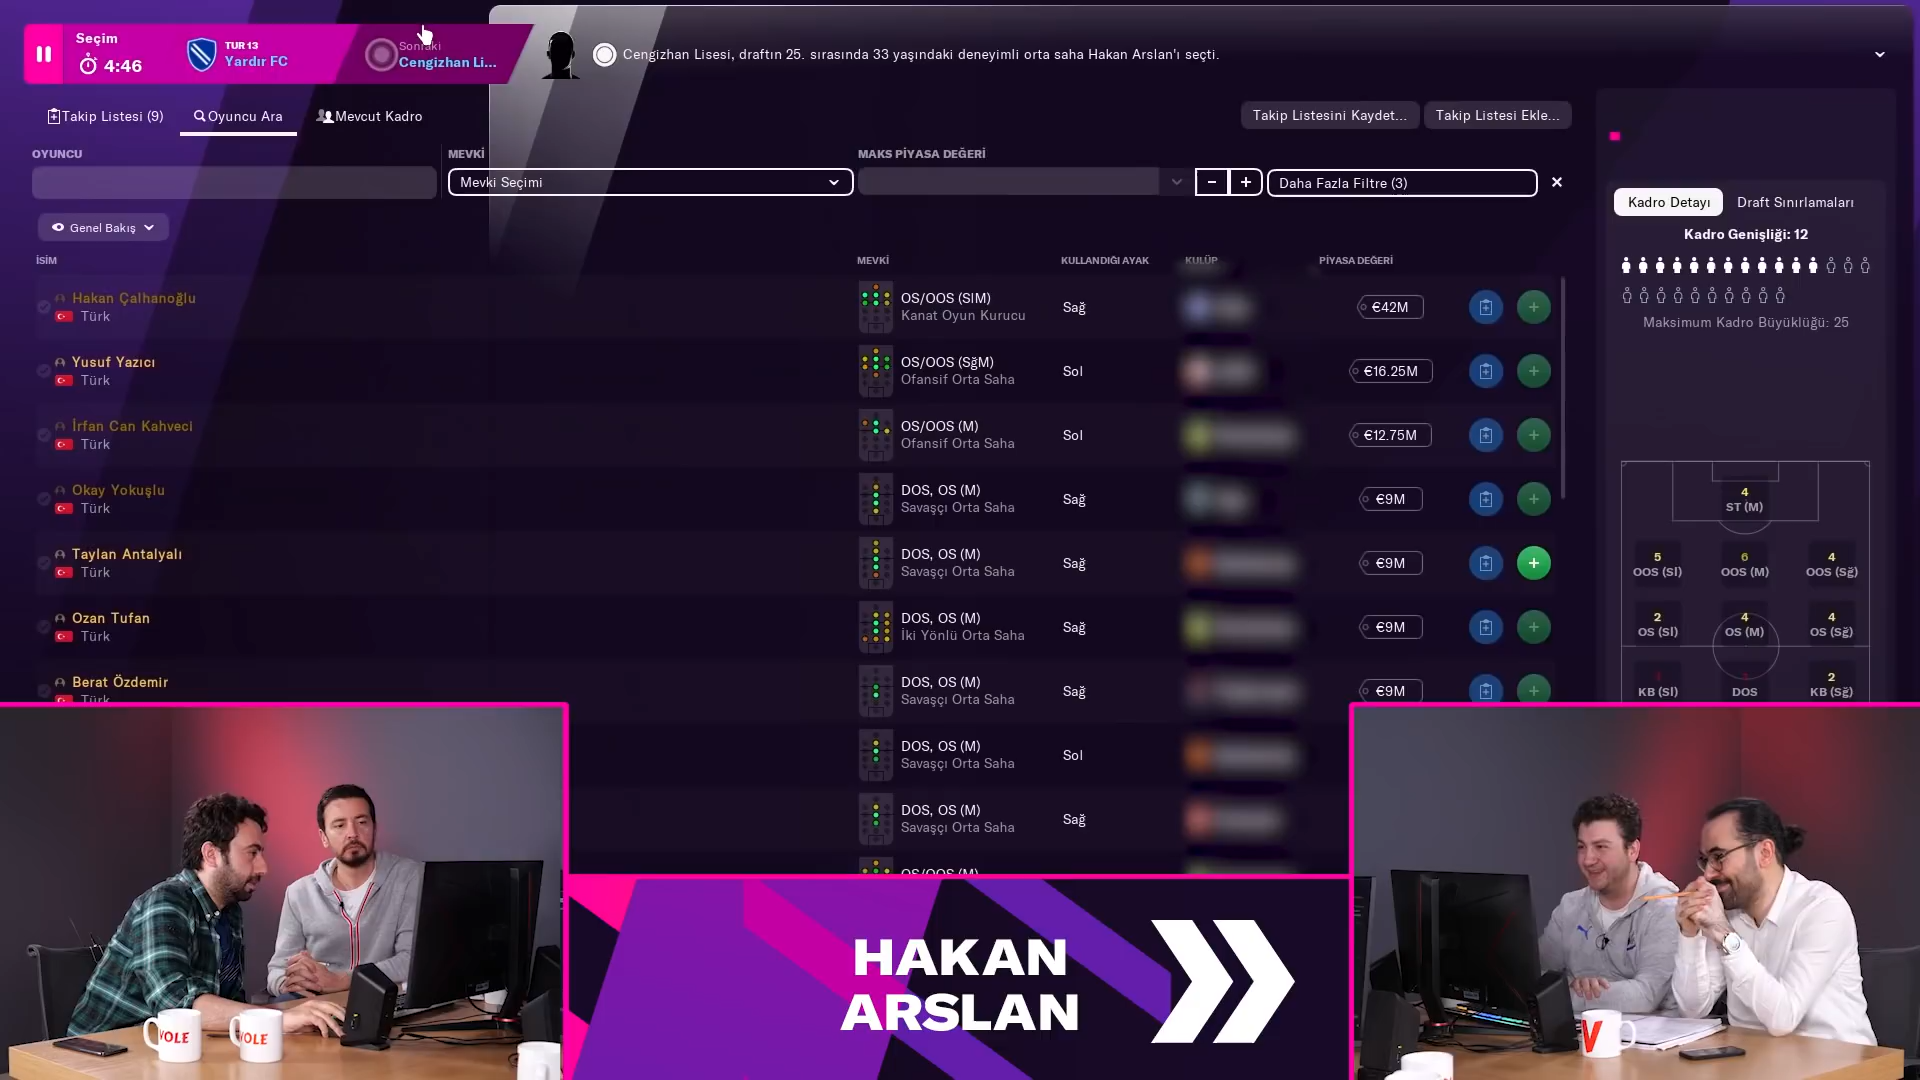 Seçim
4:46
TUR 13
Yardır FC
Sonraki
Cengizhan Li...
Cengizhan Lisesi, draftın 25. sırasında 33 yaşındaki deneyimli orta saha Hakan Arslan'ı seçti.
Takip Listesi (9)
Oyuncu Ara
Mevcut Kadro
Takip Listesini Kaydet...
Takip Listesi Ekle...
OYUNCU
MEVKİ
MAKS PİYASA DEĞERİ
Mevki Seçimi
Daha Fazla Filtre (3)
Genel Bakış
İSİM
MEVKİ
KULLANDIĞI AYAK
KULÜP
PİYASA DEĞERİ
Hakan Çalhanoğlu
Türk
OS/OOS (SlM)
Kanat Oyun Kurucu
Sağ
€42M
Yusuf Yazıcı
Türk
OS/OOS (SğM)
Ofansif Orta Saha
Sol
€16.25M
İrfan Can Kahveci
Türk
OS/OOS (M)
Ofansif Orta Saha
Sol
€12.75M
Okay Yokuşlu
Türk
DOS, OS (M)
Savaşçı Orta Saha
Sağ
€9M
Taylan Antalyalı
Türk
DOS, OS (M)
Savaşçı Orta Saha
Sağ
€9M
Ozan Tufan
Türk
DOS, OS (M)
İki Yönlü Orta Saha
Sağ
€9M
Berat Özdemir
Türk
DOS, OS (M)
Savaşçı Orta Saha
Sağ
€9M
DOS, OS (M)
Savaşçı Orta Saha
Sol
DOS, OS (M)
Savaşçı Orta Saha
Sağ
OS/OOS (M)
Kadro Detayı
Draft Sınırlamaları
Kadro Genişliği: 12
Maksimum Kadro Büyüklüğü: 25
4
ST (M)
5
OOS (Sl)
6
OOS (M)
4
OOS (Sğ)
2
OS (Sl)
4
OS (M)
4
OS (Sğ)
KB (Sl)
DOS
2
KB (Sğ)
HAKAN
ARSLAN
VOLE
VOLE
V